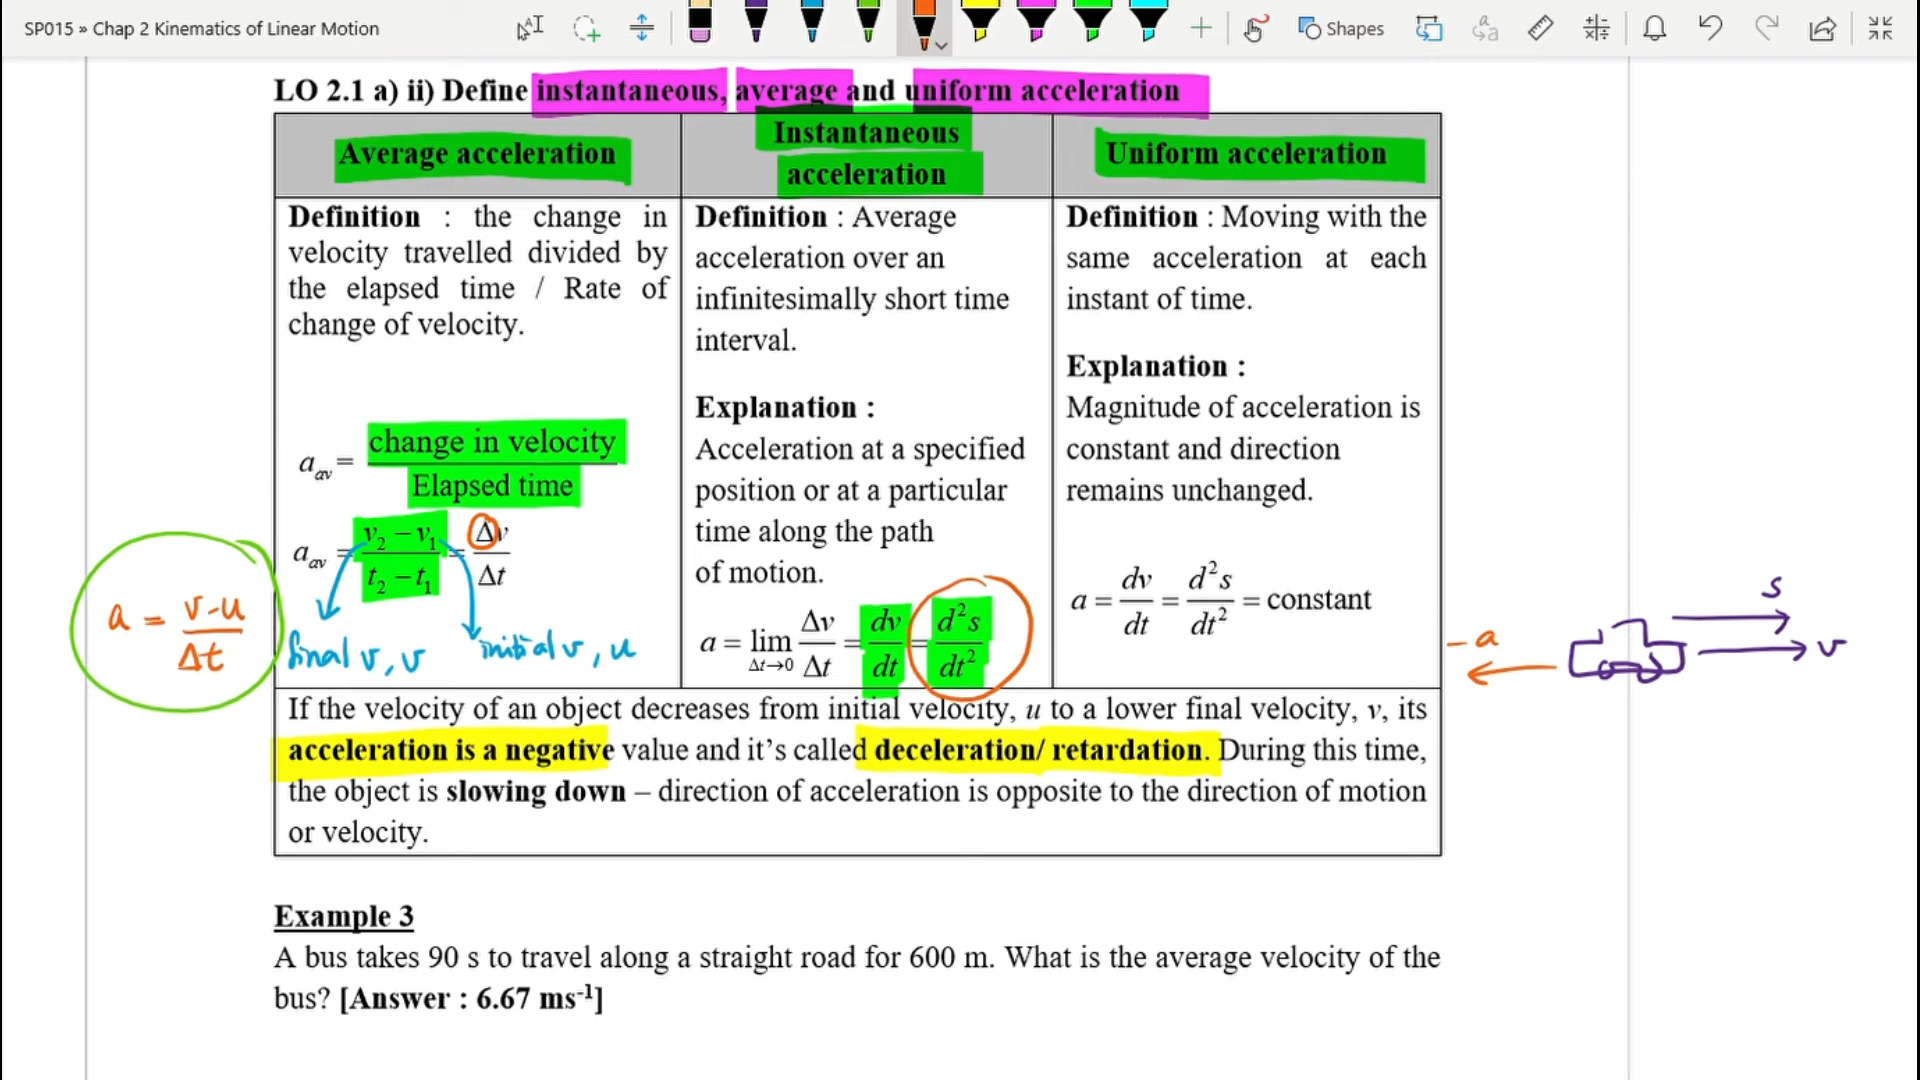 SP015 » Chap 2 Kinematics of Linear Motion
Shapes
LO 2.1 a) ii) Define instantaneous, average and uniform acceleration
Average acceleration
Definition : the change in
velocity travelled divided by
the elapsed time / Rate of
change of velocity.
a_av = change in velocity / Elapsed time
a_av = (v₂ − v₁)/(t₂ − t₁) = Δv/Δt
final v, v
initial v, u
a = (v-u)/Δt
Instantaneous
acceleration
Definition : Average
acceleration over an
infinitesimally short time
interval.
Explanation :
Acceleration at a specified
position or at a particular
time along the path
of motion.
a = lim Δt→0 Δv/Δt = dv/dt = d²s/dt²
Uniform acceleration
Definition : Moving with the
same acceleration at each
instant of time.
Explanation :
Magnitude of acceleration is
constant and direction
remains unchanged.
a = dv/dt = d²s/dt² = constant
s
-a
v
If the velocity of an object decreases from initial velocity, u to a lower final velocity, v, its
acceleration is a negative value and it's called deceleration/ retardation. During this time,
the object is slowing down – direction of acceleration is opposite to the direction of motion
or velocity.
Example 3
A bus takes 90 s to travel along a straight road for 600 m. What is the average velocity of the
bus? [Answer : 6.67 ms⁻¹]